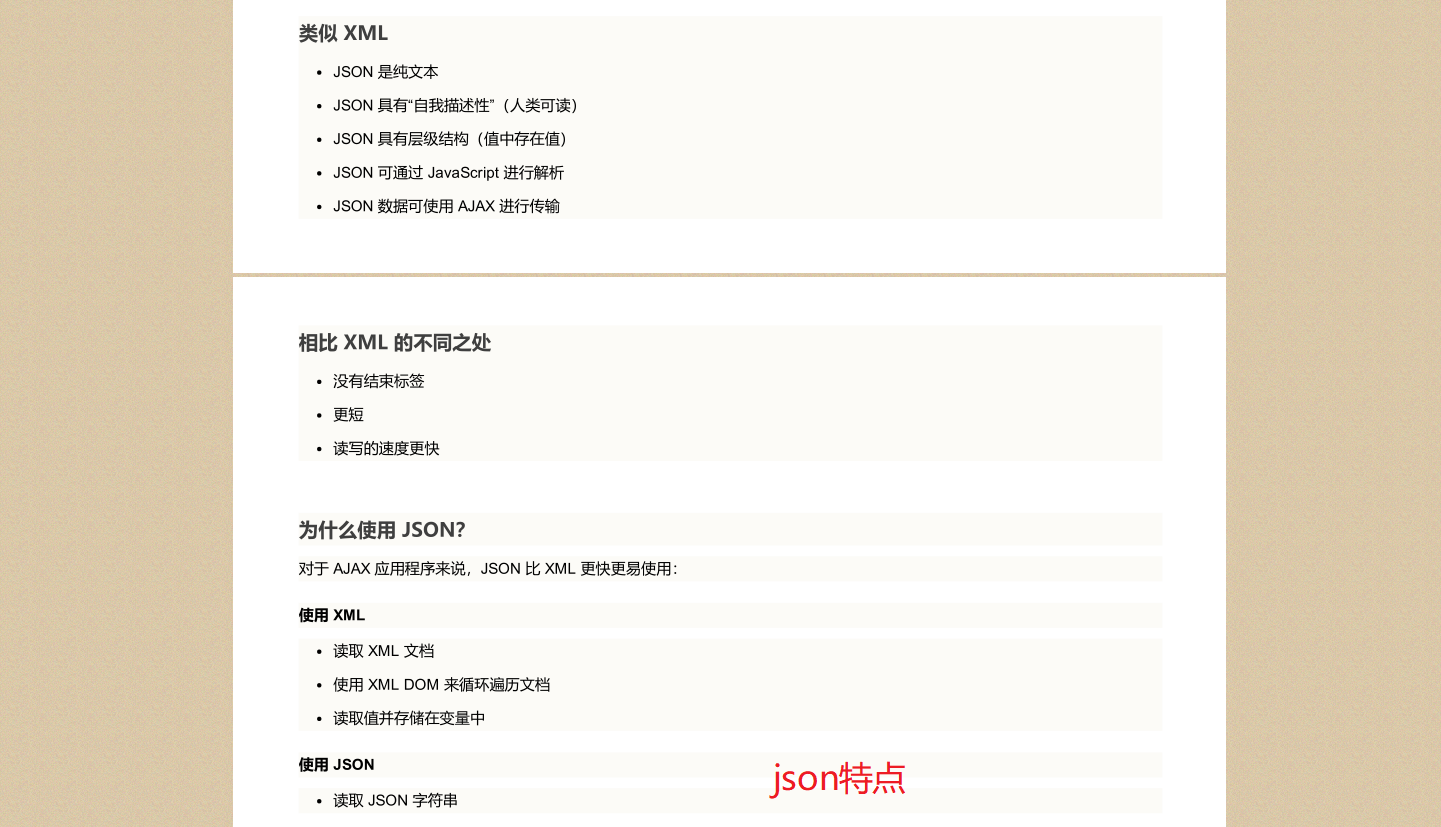 类似 XML
• JSON 是纯文本
• JSON 具有“自我描述性”（人类可读）
• JSON 具有层级结构（值中存在值）
• JSON 可通过 JavaScript 进行解析
• JSON 数据可使用 AJAX 进行传输
相比 XML 的不同之处
• 没有结束标签
• 更短
• 读写的速度更快
为什么使用 JSON?
对于 AJAX 应用程序来说，JSON 比 XML 更快更易使用：
使用 XML
• 读取 XML 文档
• 使用 XML DOM 来循环遍历文档
• 读取值并存储在变量中
使用 JSON
json特点
• 读取 JSON 字符串